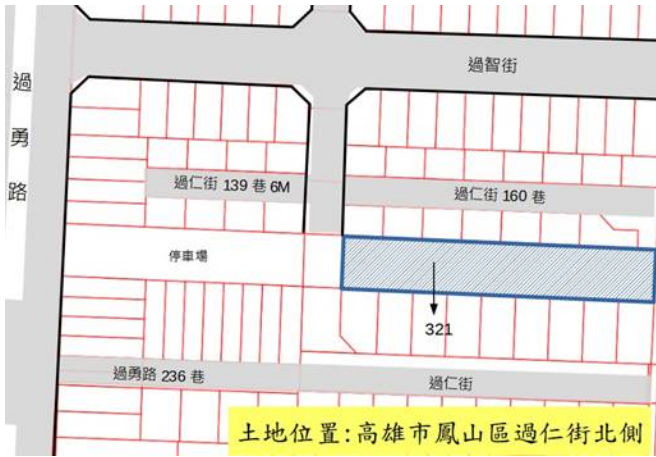 過智街
過勇路
過仁街 139 巷 6M
過仁街 160 巷
停車場
321
過勇路 236 巷
過仁街
土地位置:高雄市鳳山區過仁街北側